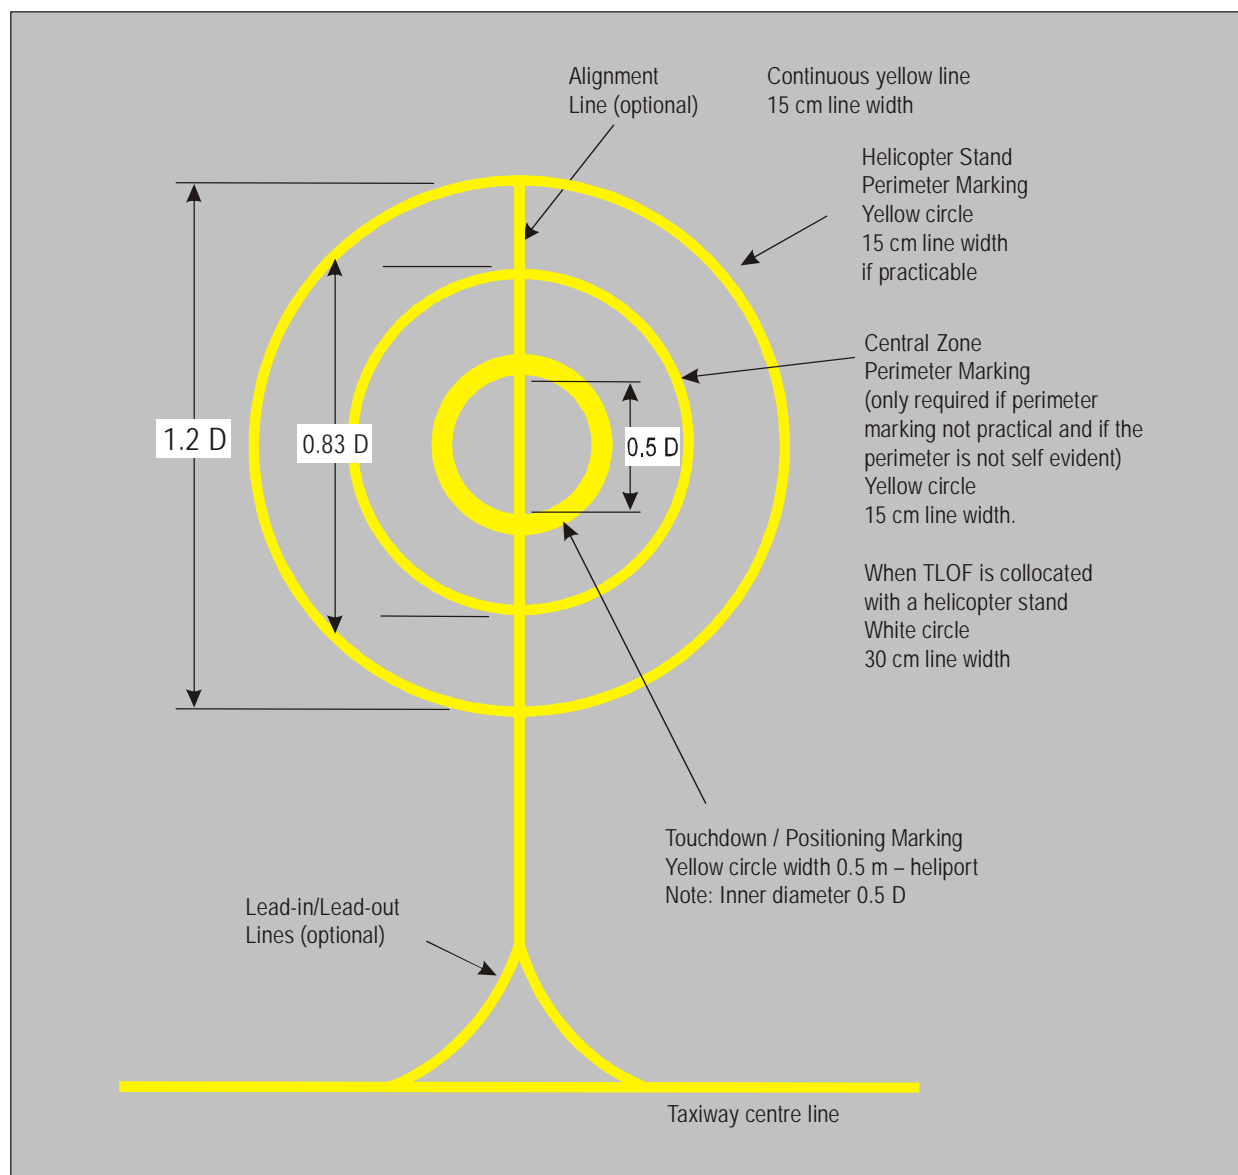 Alignment
Line (optional)
Continuous yellow line
15 cm line width
Helicopter Stand
Perimeter Marking
Yellow circle
15 cm line width
if practicable
Central Zone
Perimeter Marking
(only required if perimeter
marking not practical and if the
perimeter is not self evident)
Yellow circle
15 cm line width.
When TLOF is collocated
with a helicopter stand
White circle
30 cm line width
1.2 D
0.83 D
0.5 D
Touchdown / Positioning Marking
Yellow circle width 0.5 m – heliport
Note: Inner diameter 0.5 D
Lead-in/Lead-out
Lines (optional)
Taxiway centre line